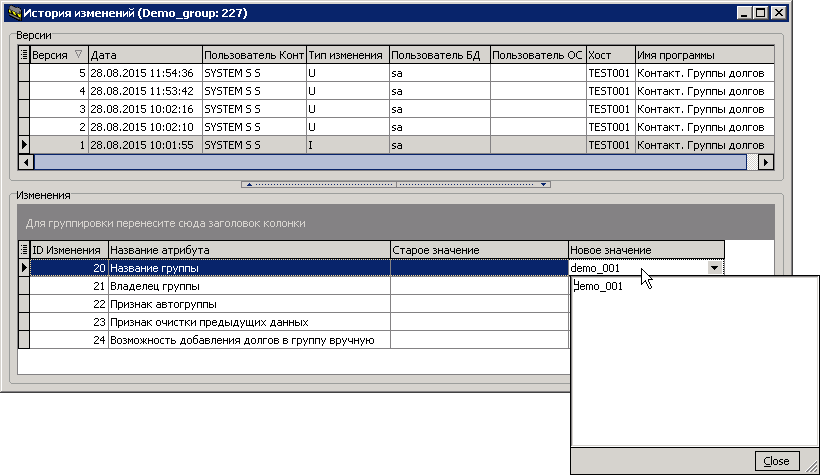 История изменений (Demo_group: 227)
Версии
Версия Дата Пользователь Конт Тип изменения Пользователь БД Пользователь ОС Хост Имя программы
5 28.08.2015 11:54:36 SYSTEM S S U sa TEST001 Контакт. Группы долгов
4 28.08.2015 11:53:42 SYSTEM S S U sa TEST001 Контакт. Группы долгов
3 28.08.2015 10:02:16 SYSTEM S S U sa TEST001 Контакт. Группы долгов
2 28.08.2015 10:02:10 SYSTEM S S U sa TEST001 Контакт. Группы долгов
1 28.08.2015 10:01:55 SYSTEM S S I sa TEST001 Контакт. Группы долгов
Изменения
Для группировки перенесите сюда заголовок колонки
ID Изменения Название атрибута Старое значение Новое значение
20 Название группы demo_001
21 Владелец группы demo_001
22 Признак автогруппы
23 Признак очистки предыдущих данных
24 Возможность добавления долгов в группу вручную
Close